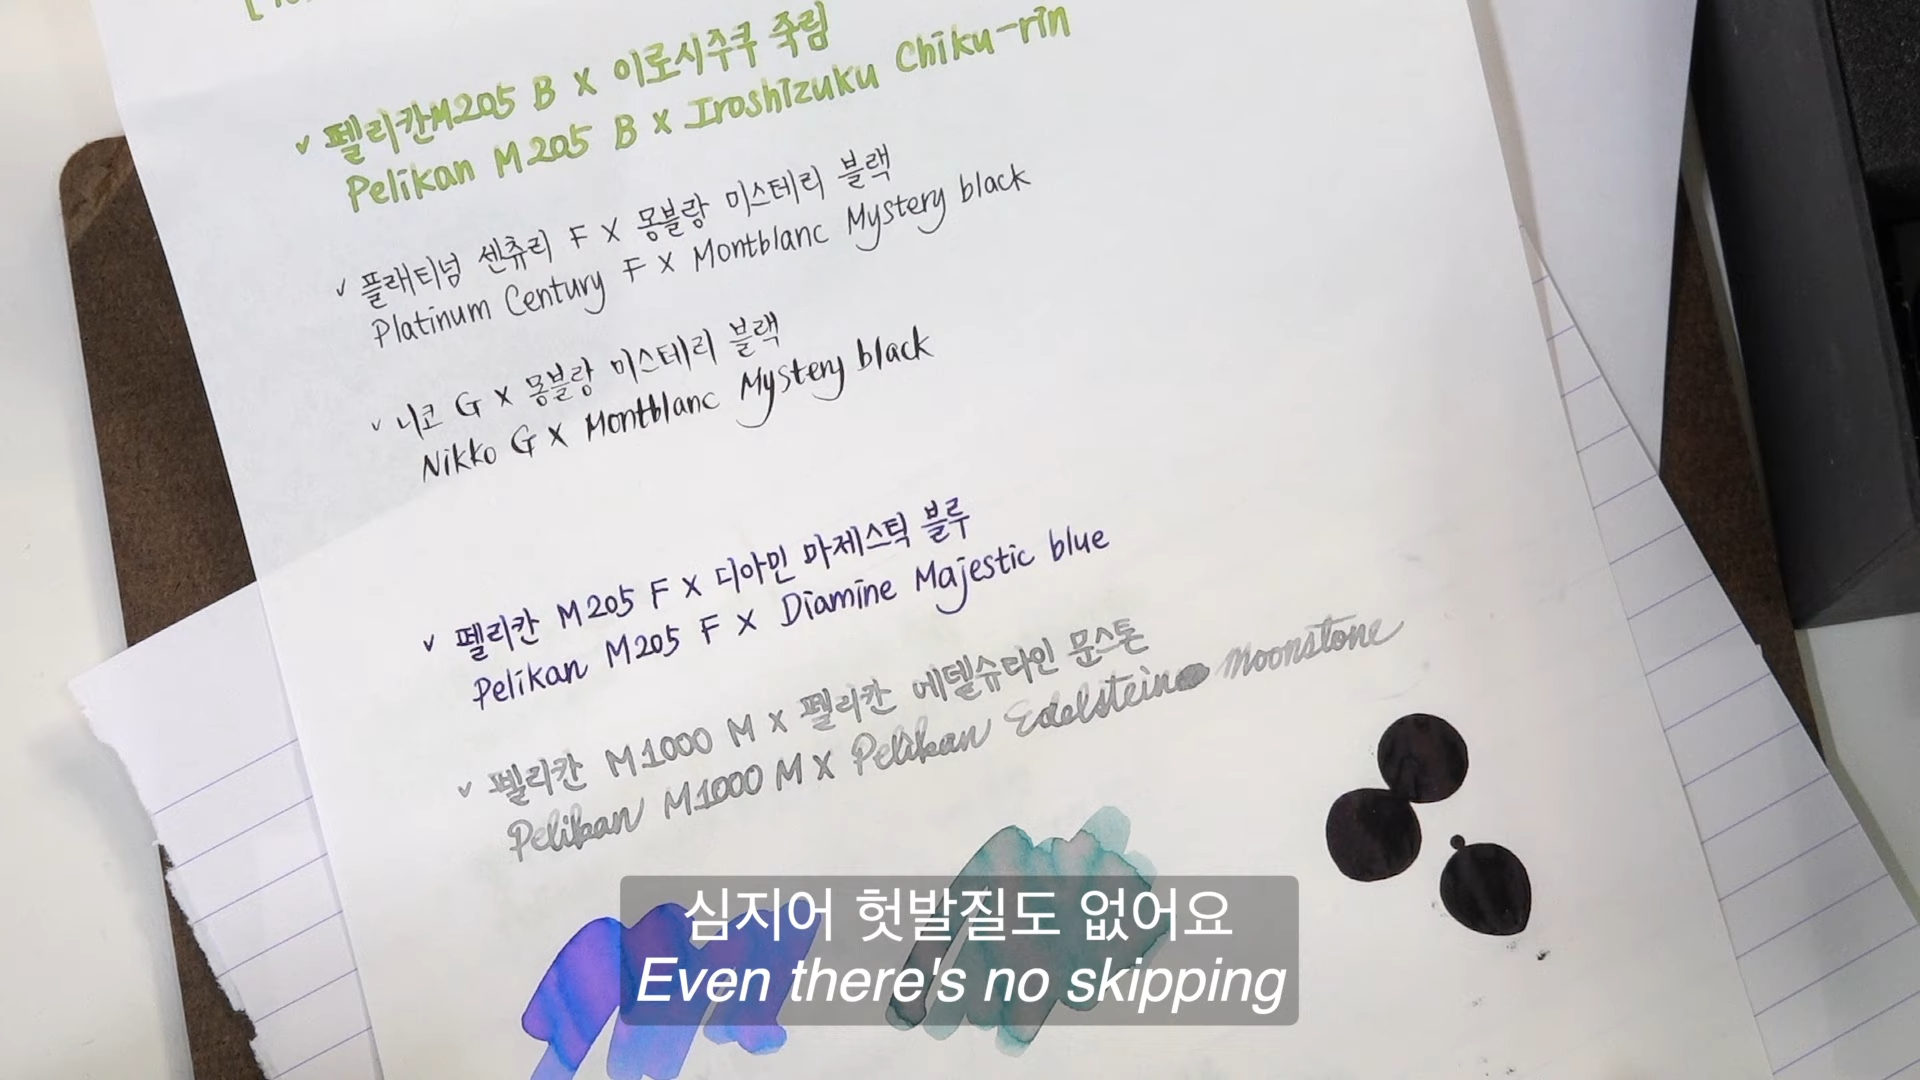 ✓ 펠리칸 M205 B X 이로시주쿠 죽림
Pelikan M205 B X Iroshizuku Chiku-rin
✓ 플래티넘 센츄리 F X 몽블랑 미스테리 블랙
Platinum Century F X Montblanc Mystery black
✓ 니코 G X 몽블랑 미스테리 블랙
Nikko G X Montblanc Mystery black
✓ 펠리칸 M205 F X 디아민 마제스틱 블루
Pelikan M205 F X Diamine Majestic blue
✓ 펠리칸 M1000 M X 펠리칸 에델슈타인 문스톤
Pelikan M1000 M X Pelikan Edelstein Moonstone
심지어 헛발질도 없어요
Even there's no skipping